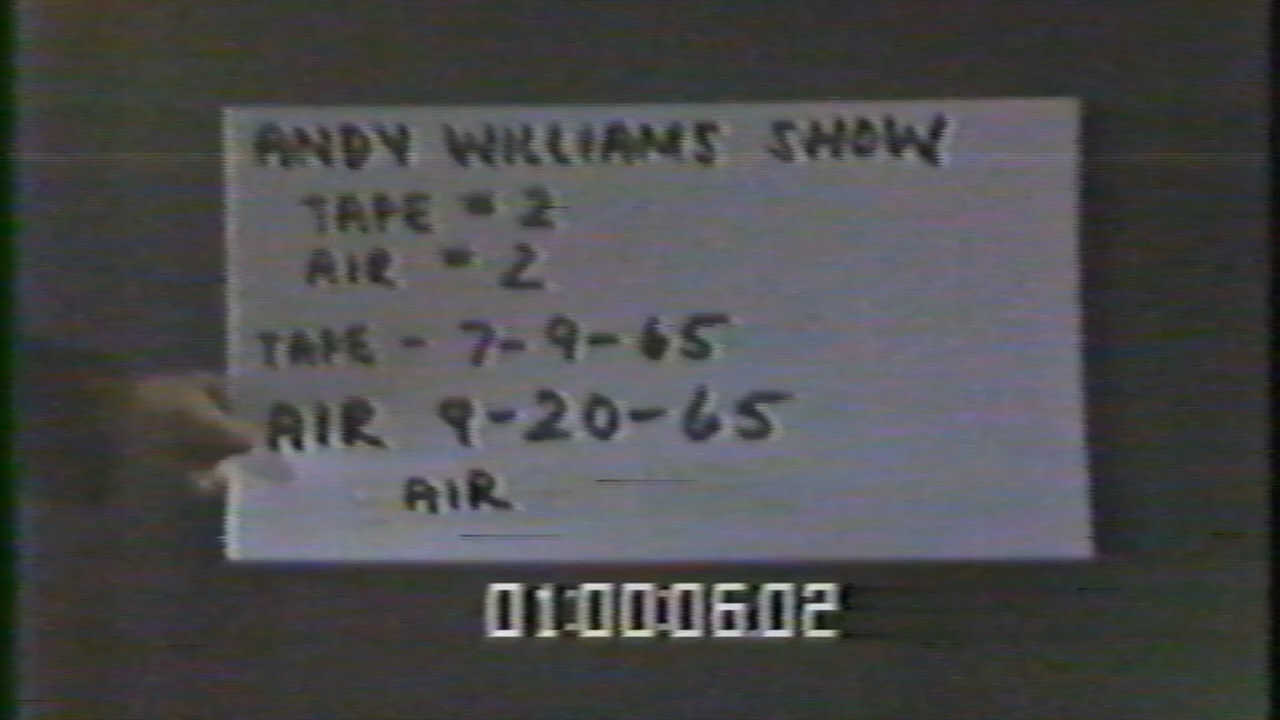 ANDY WILLIAMS SHOW
TAPE = 2
AIR = 2
TAPE - 7-9-65
AIR 9-20-65
AIR
01:00:06:02